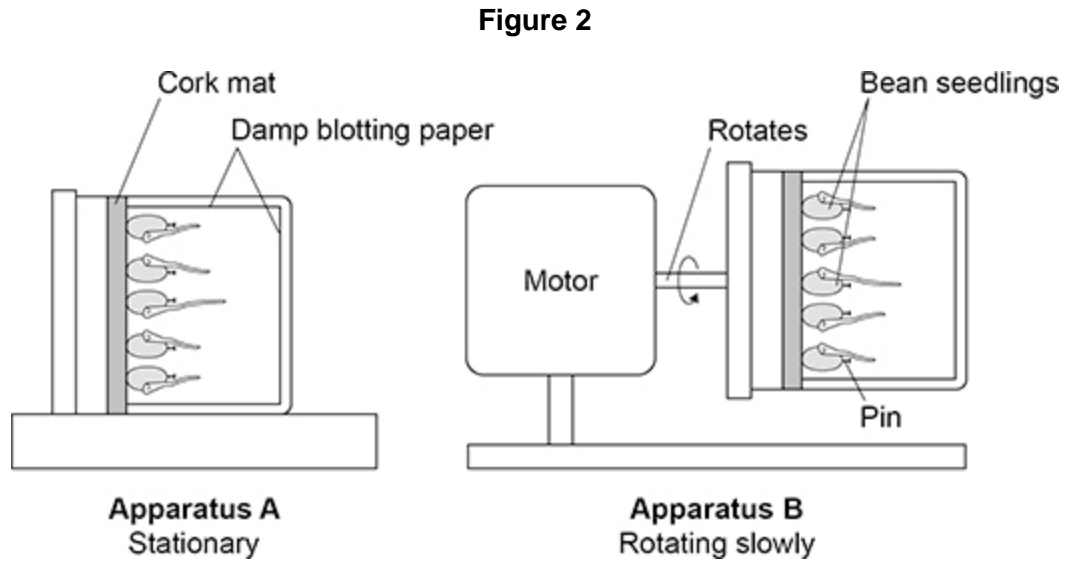 Figure 2
Cork mat
Damp blotting paper
Bean seedlings
Rotates
Motor
Pin
Apparatus A
Stationary
Apparatus B
Rotating slowly